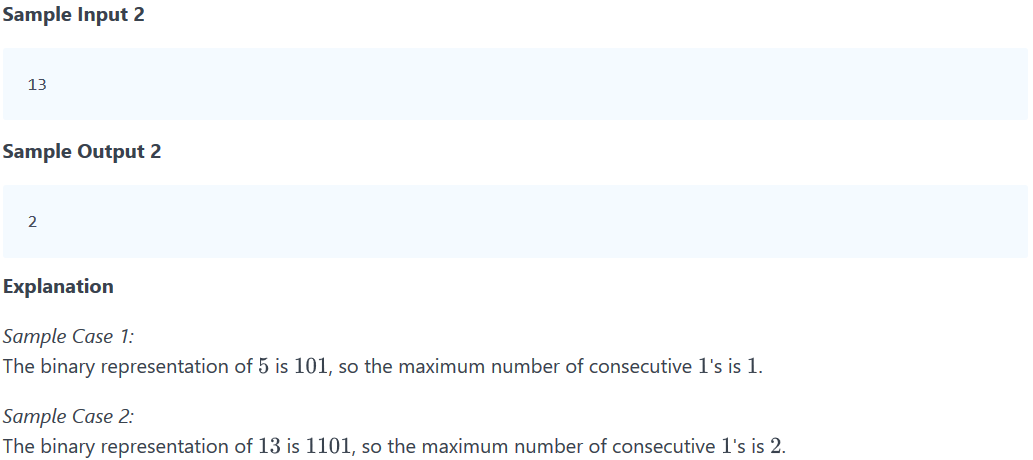 Sample Input 2
13
Sample Output 2
2
Explanation
Sample Case 1:
The binary representation of 5 is 101, so the maximum number of consecutive 1's is 1.
Sample Case 2:
The binary representation of 13 is 1101, so the maximum number of consecutive 1's is 2.